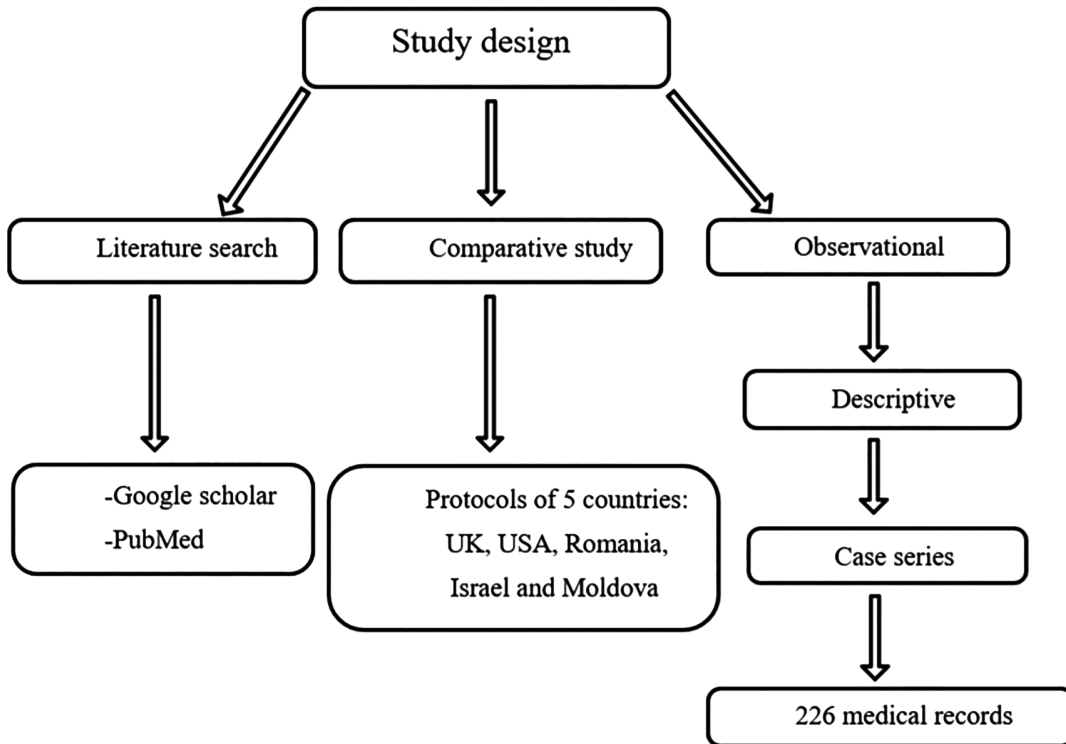 Study design
Literature search
Comparative study
Observational
Descriptive
-Google scholar
-PubMed
Protocols of 5 countries:
UK, USA, Romania,
Israel and Moldova
Case series
226 medical records